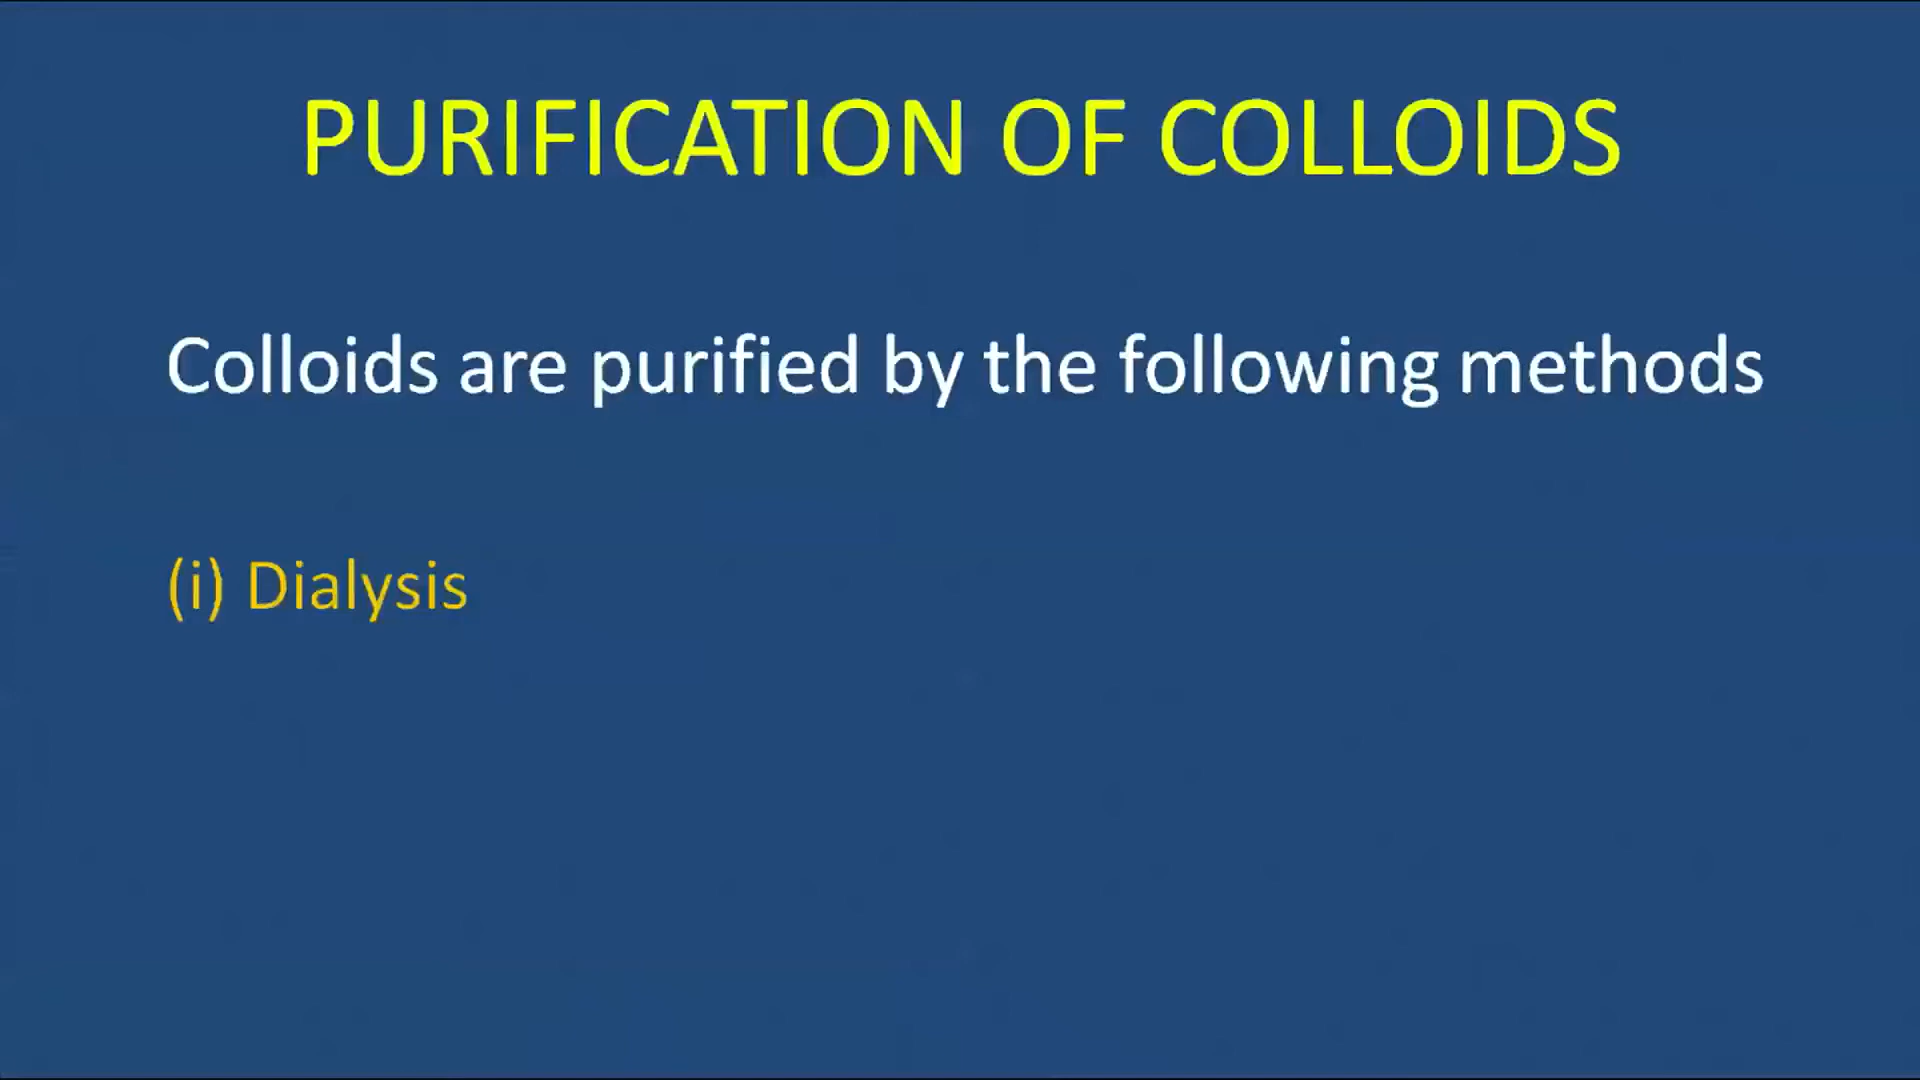 PURIFICATION OF COLLOIDS
Colloids are purified by the following methods
(i) Dialysis